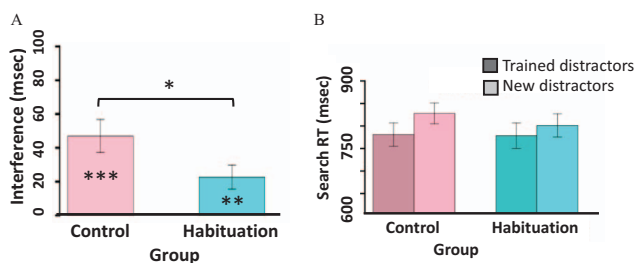 A
Interference (msec)
100
80
60
40
20
0
*
***
**
Control
Habituation
Group
B
Trained distractors
New distractors
Search RT (msec)
900
750
600
Control
Habituation
Group